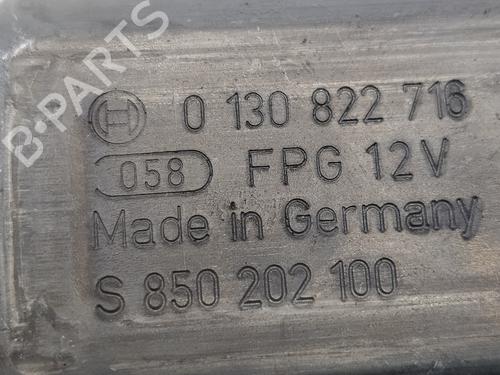 0 130 822 716
058 FPG 12V
Made in Germany
S 850 202 100
B-PARTS